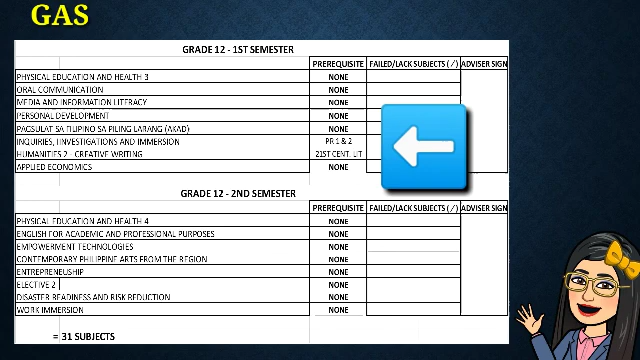 GAS
GRADE 12 - 1ST SEMESTER
PREREQUISITE FAILED/LACK SUBJECTS (/) ADVISER SIGN
PHYSICAL EDUCATION AND HEALTH 3 NONE
ORAL COMMUNICATION NONE
MEDIA AND INFORMATION LITERACY NONE
PERSONAL DEVELOPMENT NONE
PAGSULAT SA FILIPINO SA PILING LARANG (AKAD) NONE
INQUIRIES, IINVESTIGATIONS AND IMMERSION PR 1 & 2
HUMANITIES 2 - CREATIVE WRITING 21ST CENT. LIT
APPLIED ECONOMICS NONE
GRADE 12 - 2ND SEMESTER
PREREQUISITE FAILED/LACK SUBJECTS (/) ADVISER SIGN
PHYSICAL EDUCATION AND HEALTH 4 NONE
ENGLISH FOR ACADEMIC AND PROFESSIONAL PURPOSES NONE
EMPOWERMENT TECHNOLOGIES NONE
CONTEMPORARY PHILIPPINE ARTS FROM THE REGION NONE
ENTREPRENEURSHIP NONE
ELECTIVE 2 NONE
DISASTER READINESS AND RISK REDUCTION NONE
WORK IMMERSION NONE
= 31 SUBJECTS